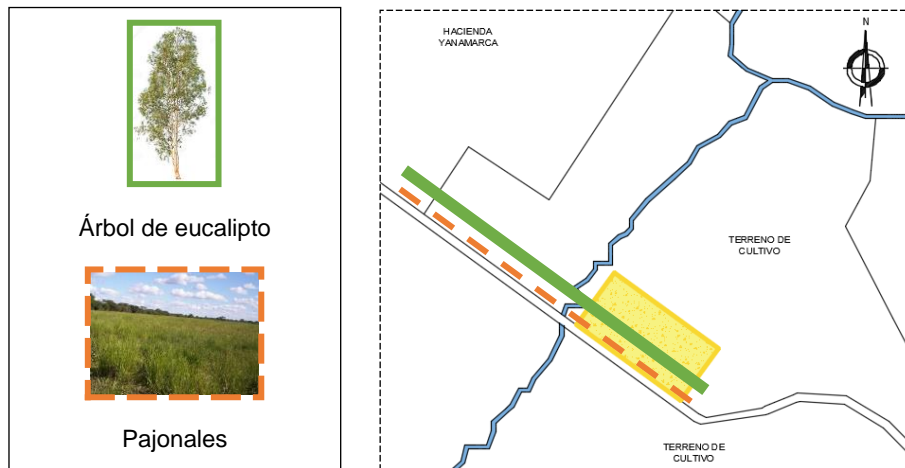 Árbol de eucalipto
Pajonales
HACIENDA
YANAMARCA
N
TERRENO DE
CULTIVO
TERRENO DE
CULTIVO